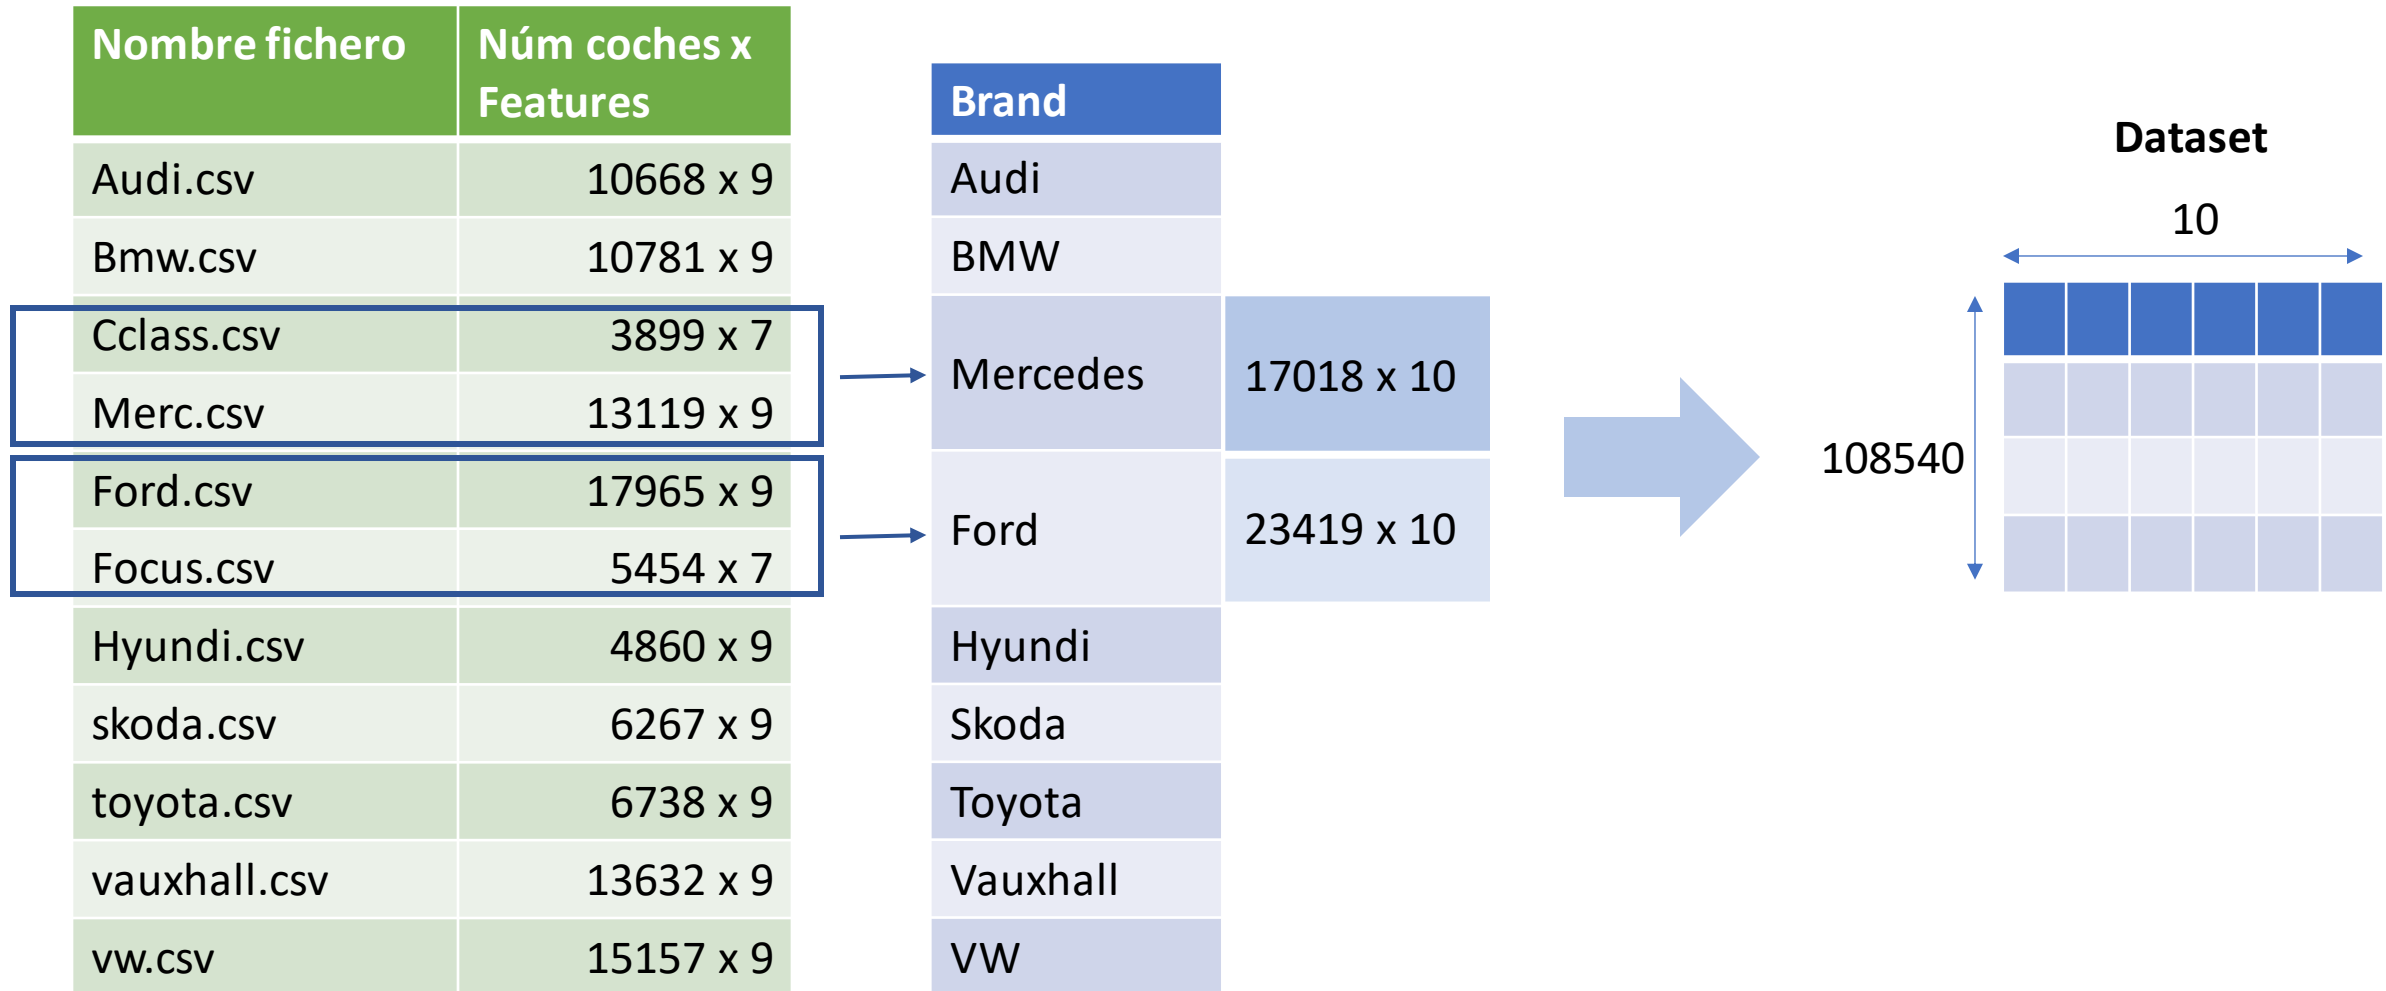 Nombre fichero
Núm coches x
Features
Audi.csv
10668 x 9
Bmw.csv
10781 x 9
Cclass.csv
3899 x 7
Merc.csv
13119 x 9
Ford.csv
17965 x 9
Focus.csv
5454 x 7
Hyundi.csv
4860 x 9
skoda.csv
6267 x 9
toyota.csv
6738 x 9
vauxhall.csv
13632 x 9
vw.csv
15157 x 9
Brand
Audi
BMW
Mercedes
17018 x 10
Ford
23419 x 10
Hyundi
Skoda
Toyota
Vauxhall
VW
Dataset
10
108540